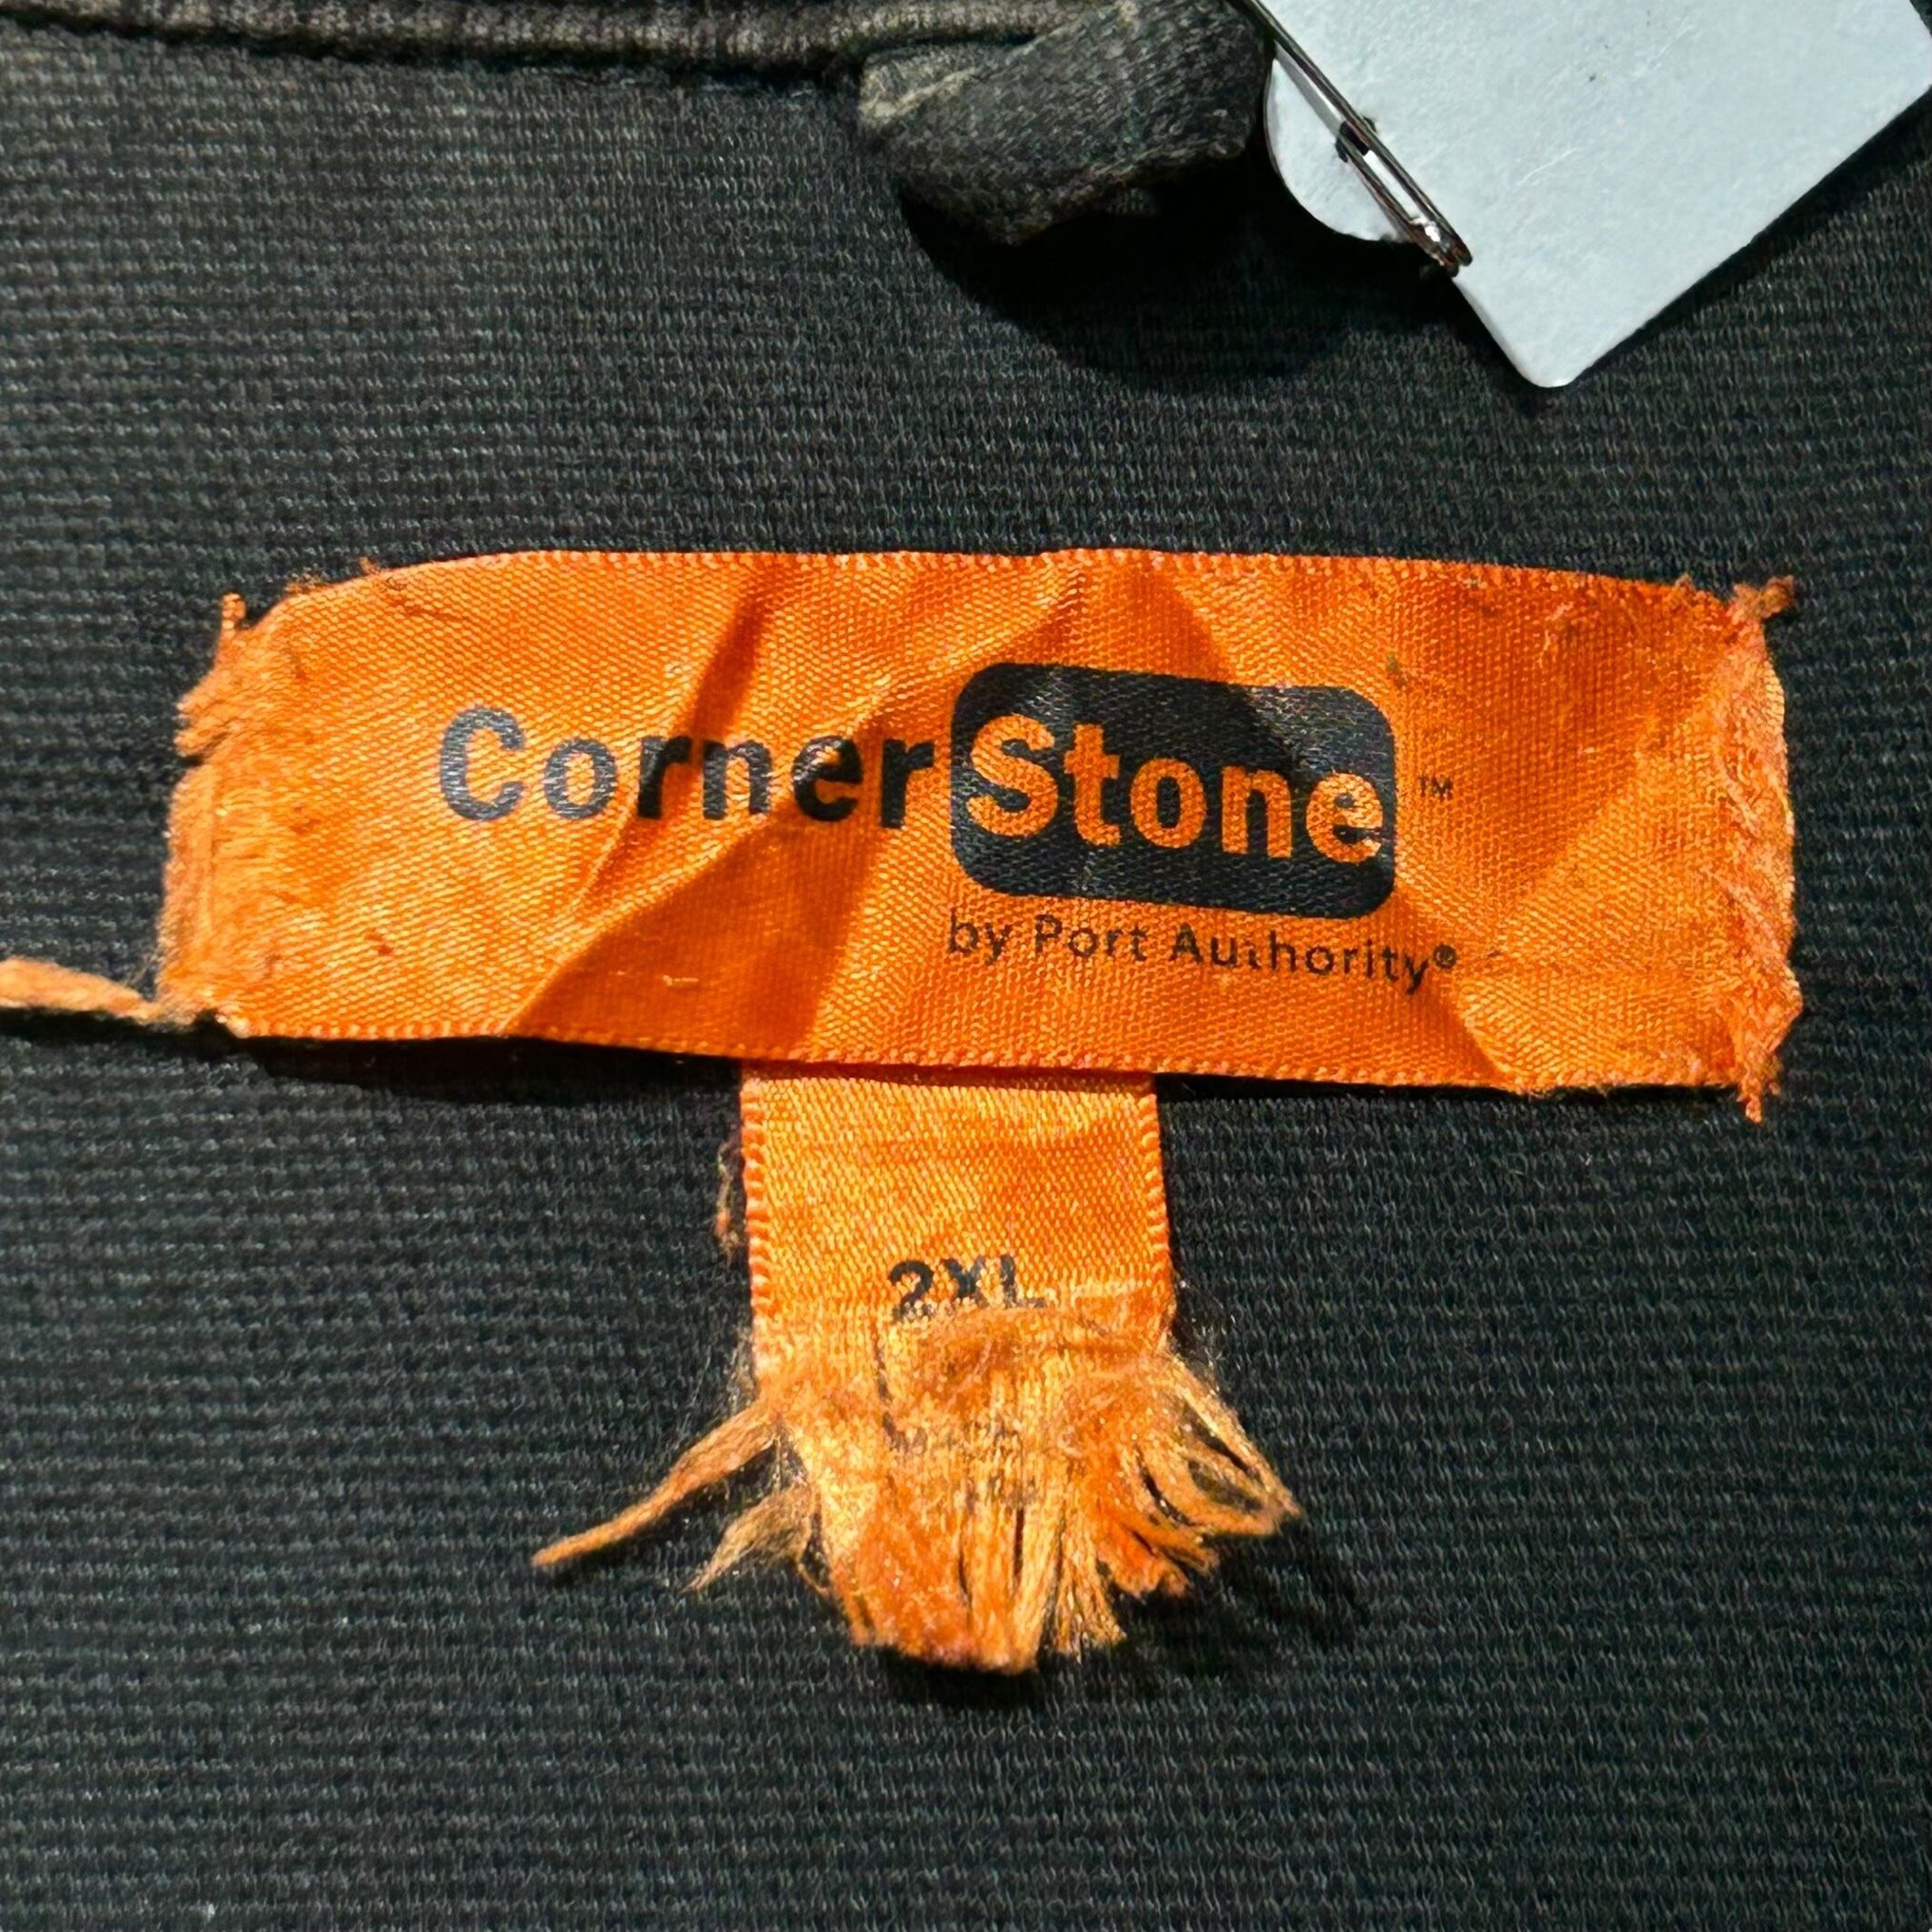 CornerStone™
by Port Authority®
2XL